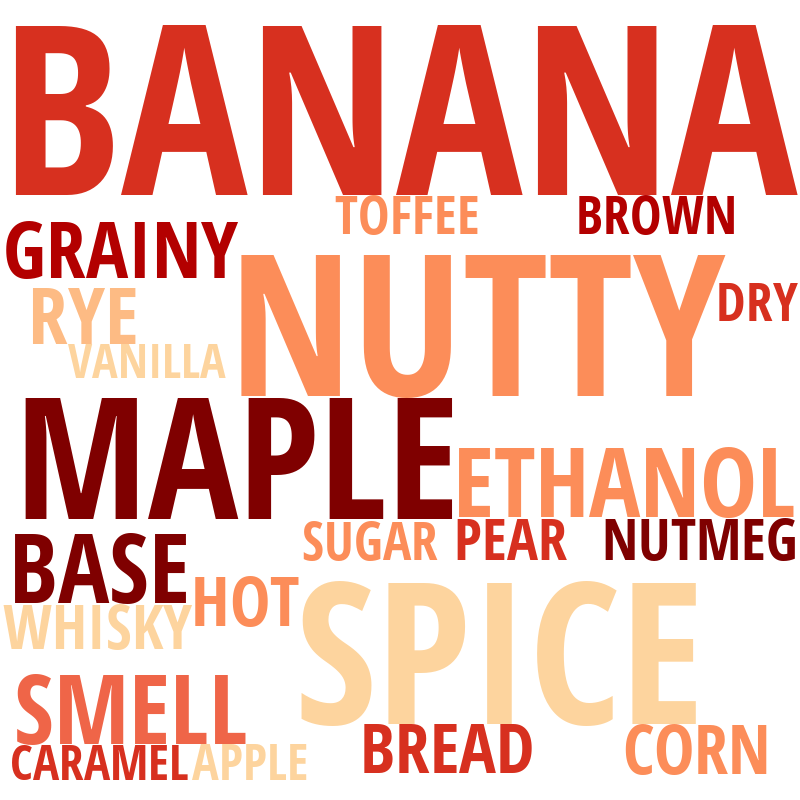 BANANA
TOFFEE BROWN
GRAINY
NUTTY
RYE DRY
VANILLA
MAPLE
ETHANOL
SUGAR PEAR NUTMEG
BASE
HOT SPICE
WHISKY
SMELL
BREAD CORN
CARAMEL APPLE